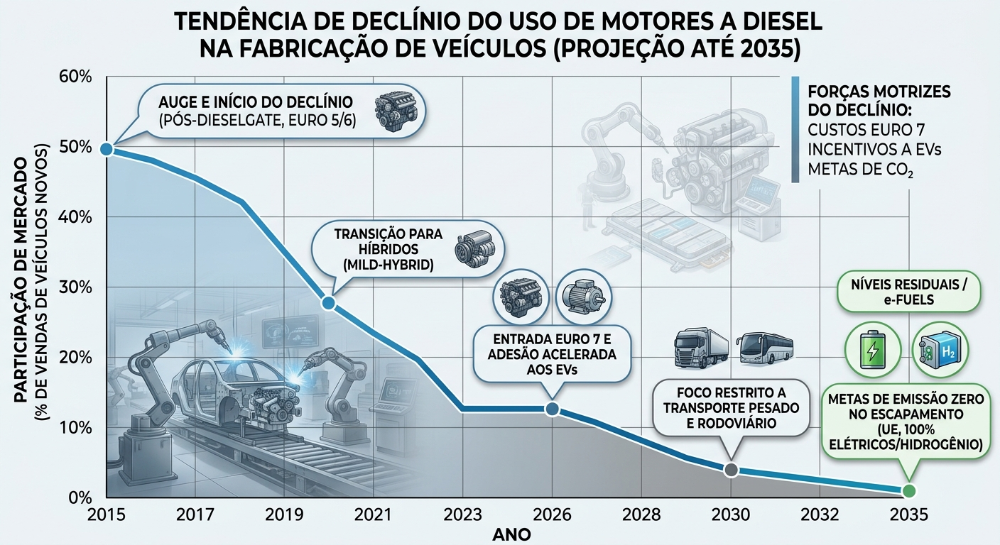 TENDÊNCIA DE DECLÍNIO DO USO DE MOTORES A DIESEL
NA FABRICAÇÃO DE VEÍCULOS (PROJEÇÃO ATÉ 2035)
PARTICIPAÇÃO DE MERCADO
(% DE VENDAS DE VEÍCULOS NOVOS)
60%
50%
40%
30%
20%
10%
0%
AUGE E INÍCIO DO DECLÍNIO
(PÓS-DIESELGATE, EURO 5/6)
TRANSIÇÃO PARA
HÍBRIDOS
(MILD-HYBRID)
ENTRADA EURO 7 E
ADESÃO ACELERADA
AOS EVs
FOCO RESTRITO A
TRANSPORTE PESADO
E RODOVIÁRIO
FORÇAS MOTRIZES
DO DECLÍNIO:
CUSTOS EURO 7
INCENTIVOS A EVs
METAS DE CO₂
NÍVEIS RESIDUAIS /
e-FUELS
H₂
METAS DE EMISSÃO ZERO
NO ESCAPAMENTO
(UE, 100%
ELÉTRICOS/HIDROGÊNIO)
2015 2017 2019 2021 2023 2026 2028 2030 2032 2035
ANO